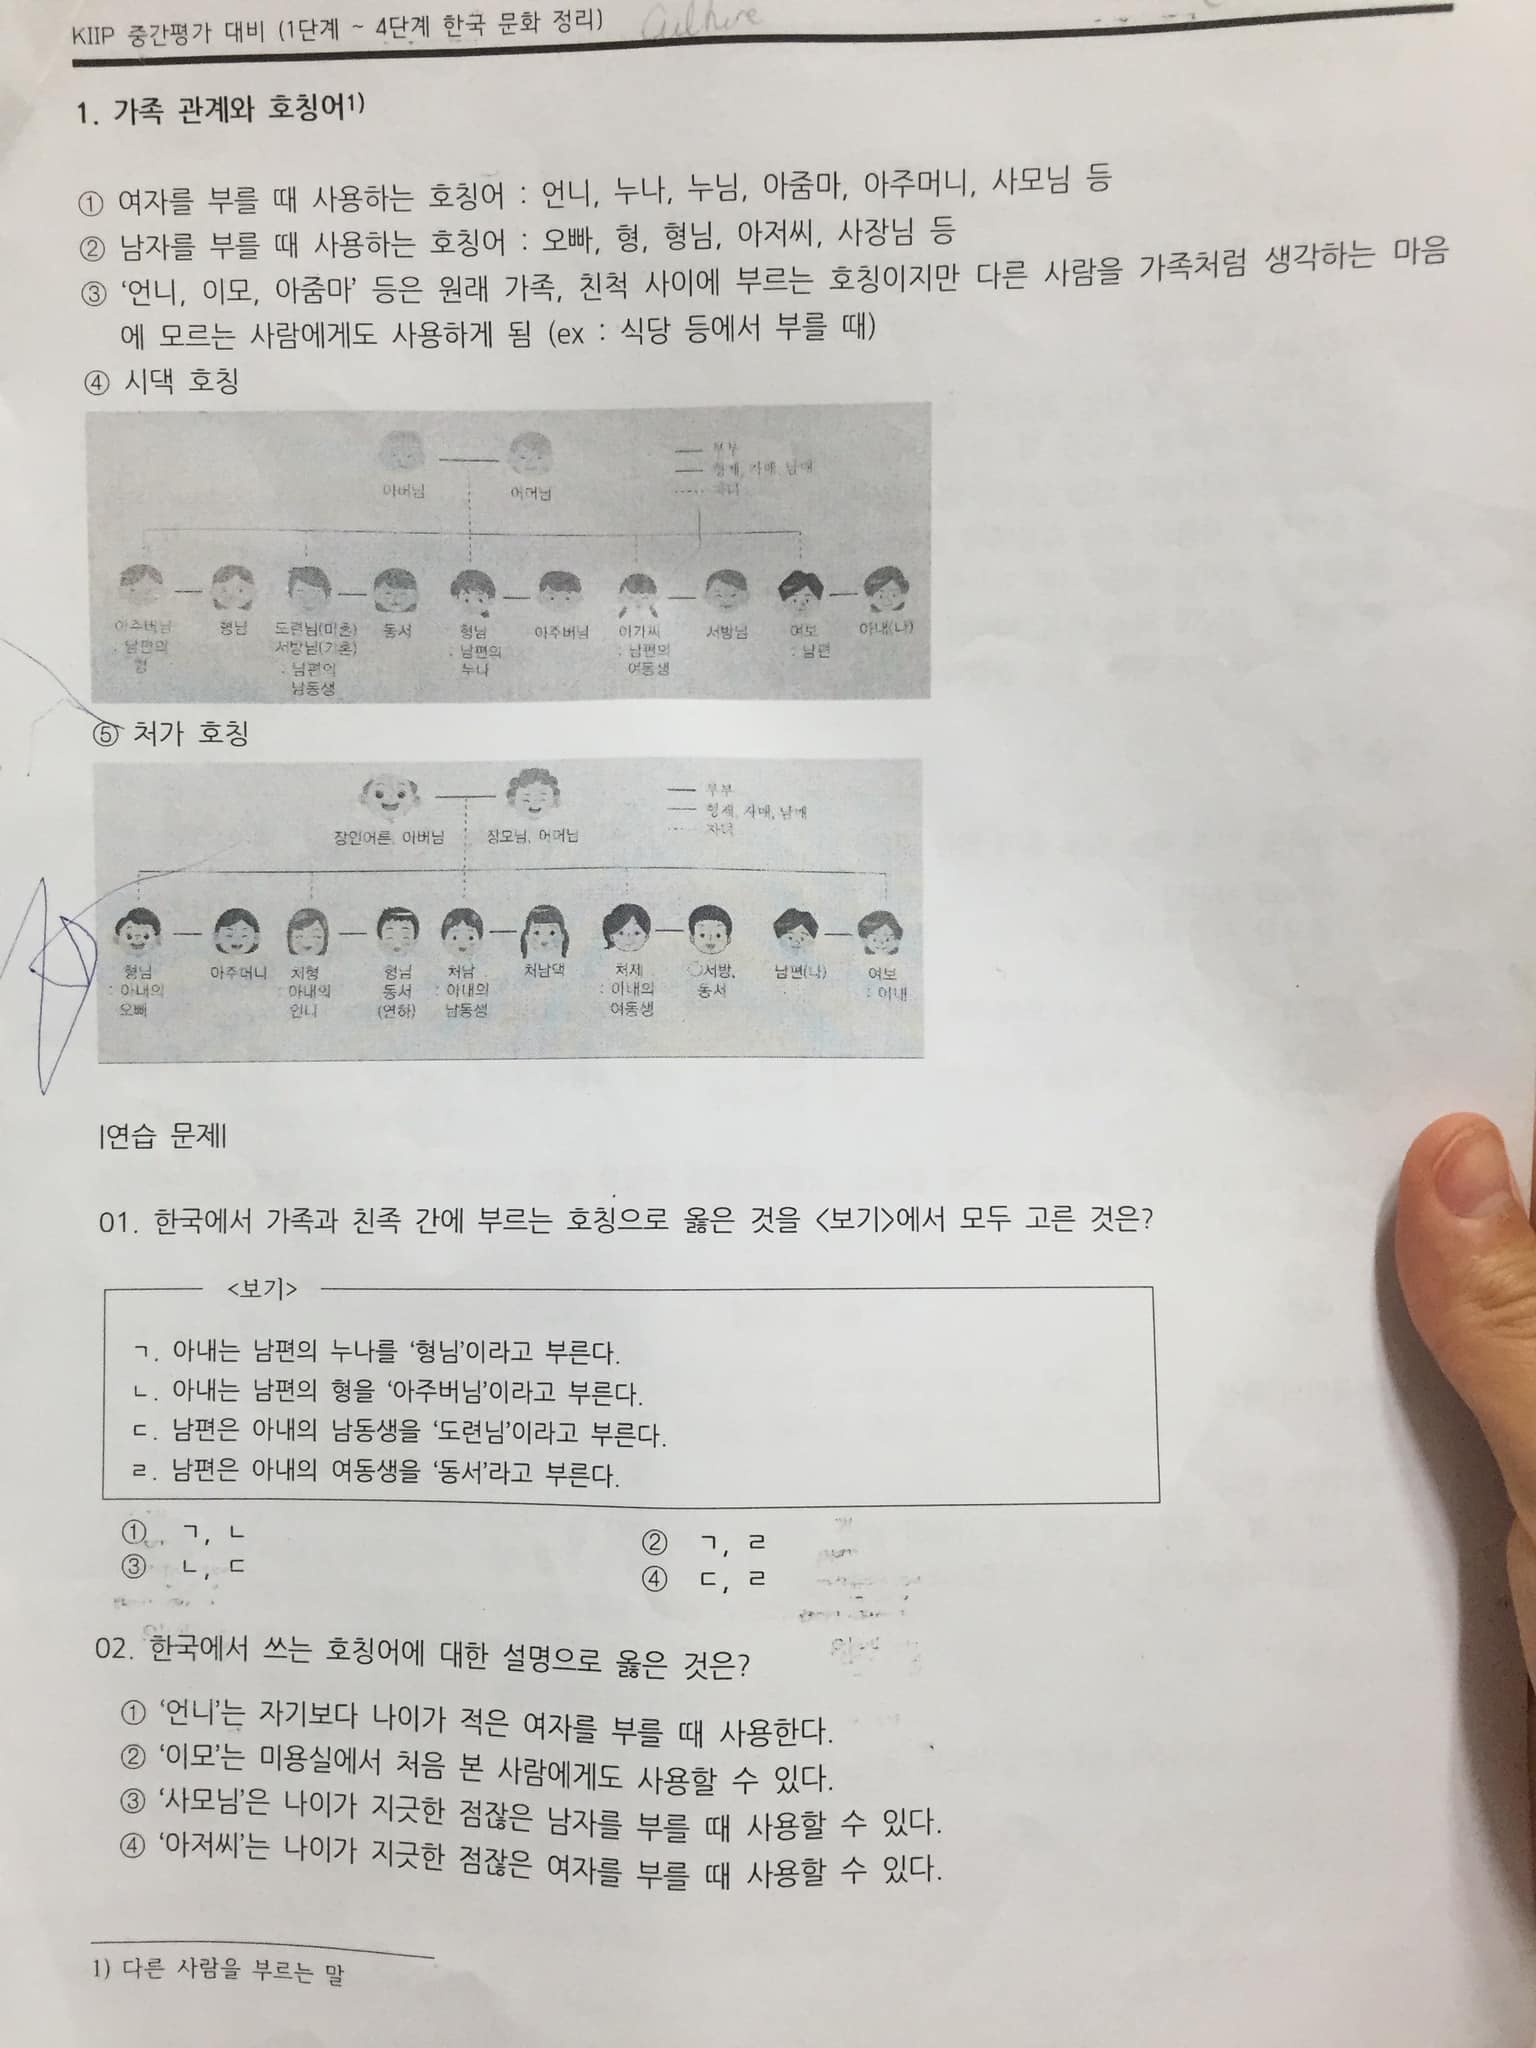 KIIP 중간평가 대비 (1단계 ~ 4단계 한국 문화 정리) Culture
1. 가족 관계와 호칭어1)
① 여자를 부를 때 사용하는 호칭어 : 언니, 누나, 누님, 아줌마, 아주머니, 사모님 등
② 남자를 부를 때 사용하는 호칭어 : 오빠, 형, 형님, 아저씨, 사장님 등
③ ‘언니, 이모, 아줌마’ 등은 원래 가족, 친척 사이에 부르는 호칭이지만 다른 사람을 가족처럼 생각하는 마음
에 모르는 사람에게도 사용하게 됨 (ex : 식당 등에서 부를 때)
④ 시댁 호칭
부부
형제, 자매, 남매
자녀
아버님 어머님
아주버님 형님 도련님(미혼) 동서 형님 아주버님 아가씨 서방님 여보 아내(나)
: 남편의 서방님(기혼) : 남편의 : 남편의 : 남편
형 : 남편의 누나 여동생
남동생
⑤ 처가 호칭
부부
형제, 자매, 남매
자녀
장인어른, 아버님 장모님, 어머님
형님 아주머니 처형 형님 처남 처남댁 처제 ○서방, 남편(나) 여보
: 아내의 : 아내의 동서 : 아내의 : 아내의 동서 : 아내
오빠 언니 (연하) 남동생 여동생
|연습 문제|
01. 한국에서 가족과 친족 간에 부르는 호칭으로 옳은 것을 <보기>에서 모두 고른 것은?
<보기>
ㄱ. 아내는 남편의 누나를 ‘형님’이라고 부른다.
ㄴ. 아내는 남편의 형을 ‘아주버님’이라고 부른다.
ㄷ. 남편은 아내의 남동생을 ‘도련님’이라고 부른다.
ㄹ. 남편은 아내의 여동생을 ‘동서’라고 부른다.
① ㄱ, ㄴ ② ㄱ, ㄹ
③ ㄴ, ㄷ ④ ㄷ, ㄹ
02. 한국에서 쓰는 호칭어에 대한 설명으로 옳은 것은?
① ‘언니’는 자기보다 나이가 적은 여자를 부를 때 사용한다.
② ‘이모’는 미용실에서 처음 본 사람에게도 사용할 수 있다.
③ ‘사모님’은 나이가 지긋한 점잖은 남자를 부를 때 사용할 수 있다.
④ ‘아저씨’는 나이가 지긋한 점잖은 여자를 부를 때 사용할 수 있다.
1) 다른 사람을 부르는 말